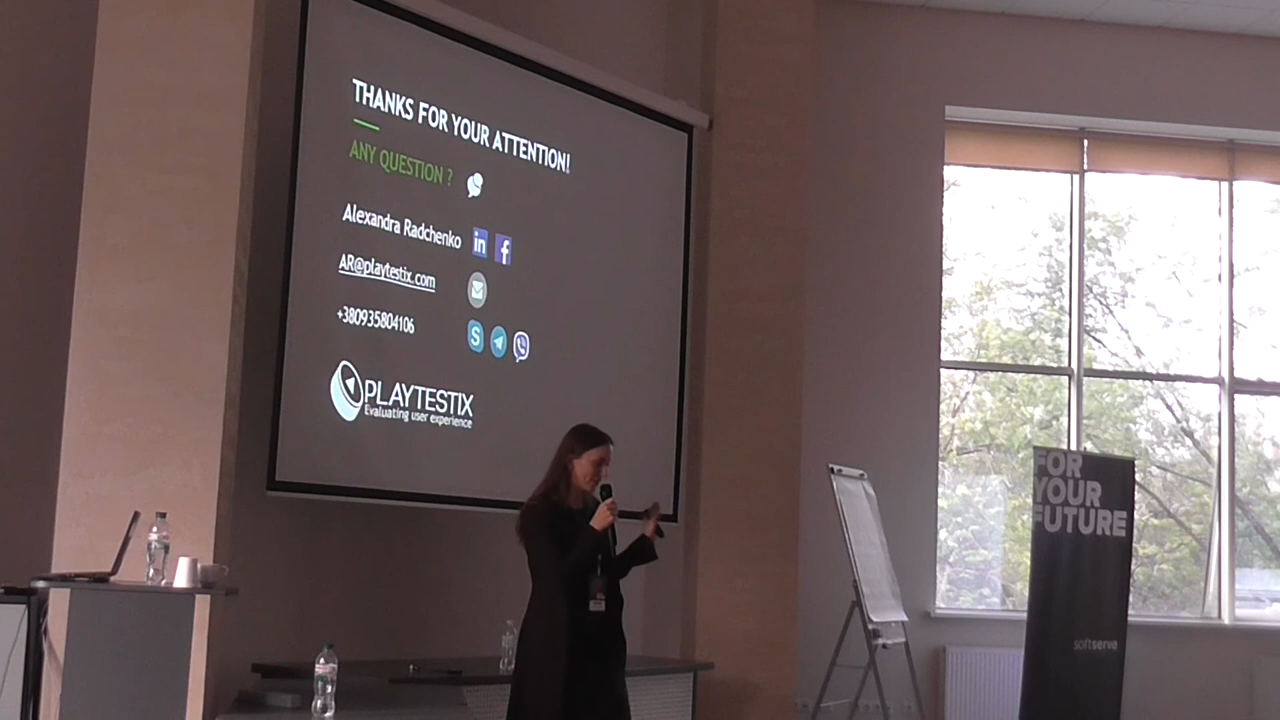 THANKS FOR YOUR ATTENTION!
ANY QUESTION ?
Alexandra Radchenko
in f
AR@playtestix.com
+380935804106
S
PLAYTESTIX
Evaluating user experience
FOR
YOUR
FUTURE
softserve